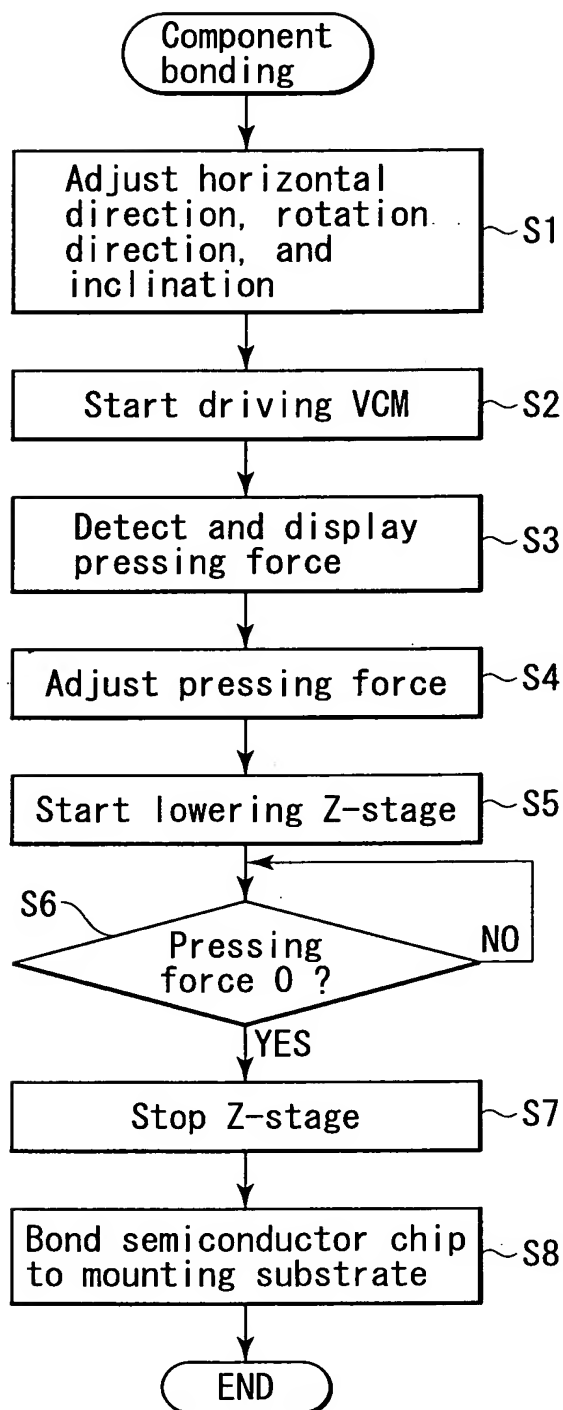 Component
bonding
Adjust horizontal
direction, rotation
direction, and
inclination
S1
Start driving VCM
S2
Detect and display
pressing force
S3
Adjust pressing force
S4
Start lowering Z-stage
S5
S6
Pressing
force 0 ?
NO
YES
Stop Z-stage
S7
Bond semiconductor chip
to mounting substrate
S8
END